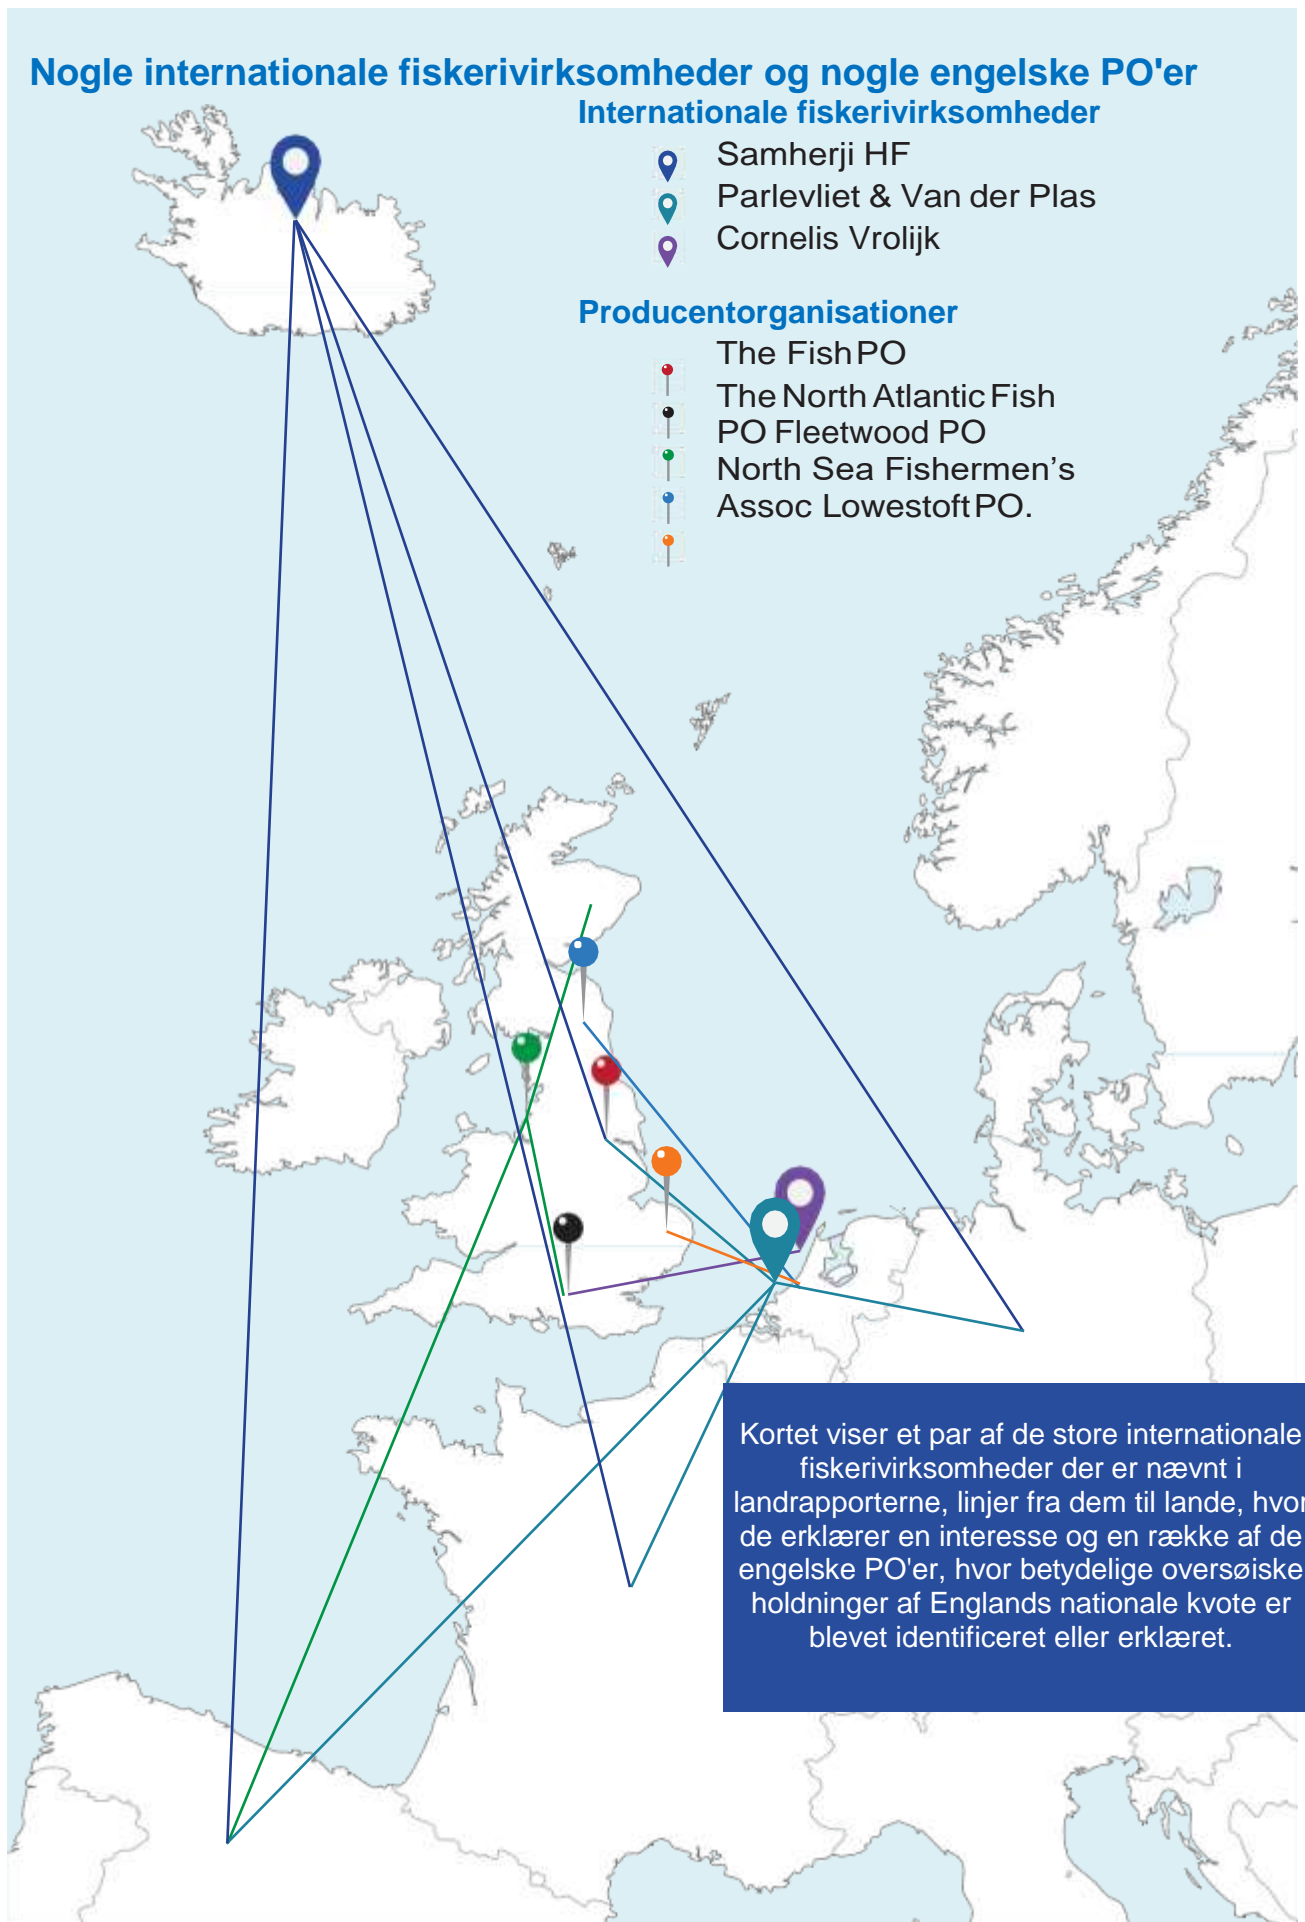 Nogle internationale fiskerivirksomheder og nogle engelske PO'er
Internationale fiskerivirksomheder
Samherji HF
Parlevliet & Van der Plas
Cornelis Vrolijk
Producentorganisationer
The Fish PO
The North Atlantic Fish
PO Fleetwood PO
North Sea Fishermen’s
Assoc Lowestoft PO.
Kortet viser et par af de store internationale
fiskerivirksomheder der er nævnt i
landrapporterne, linjer fra dem til lande, hvor
de erklærer en interesse og en række af de
engelske PO'er, hvor betydelige oversøiske
holdninger af Englands nationale kvote er
blevet identificeret eller erklæret.